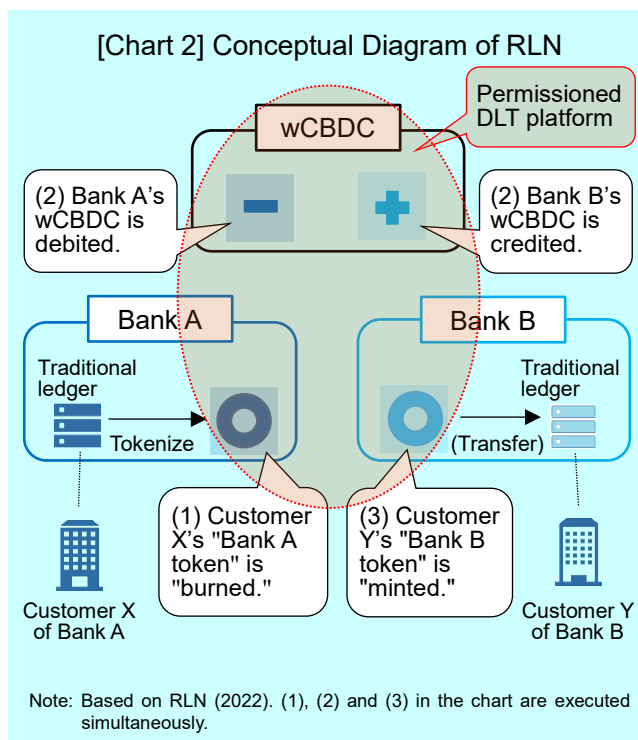 [Chart 2] Conceptual Diagram of RLN
Permissioned
DLT platform
wCBDC
(2) Bank A’s
wCBDC is
debited.
(2) Bank B’s
wCBDC is
credited.
Bank A
Bank B
Traditional
ledger
Tokenize
Traditional
ledger
(Transfer)
(1) Customer
X’s "Bank A
token" is
"burned."
(3) Customer
Y’s "Bank B
token" is
"minted."
Customer X
of Bank A
Customer Y
of Bank B
Note: Based on RLN (2022). (1), (2) and (3) in the chart are executed
simultaneously.